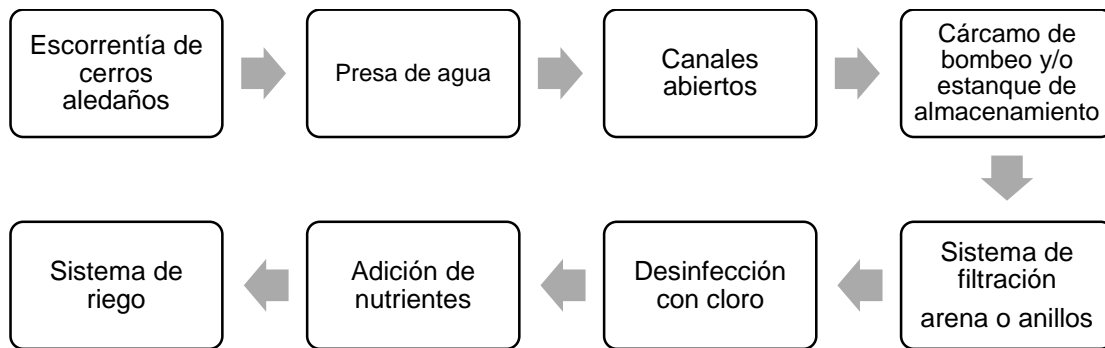 Escorrentía de
cerros
aledaños
Presa de agua
Canales
abiertos
Cárcamo de
bombeo y/o
estanque de
almacenamiento
Sistema de
filtración
arena o anillos
Desinfección
con cloro
Adición de
nutrientes
Sistema de
riego